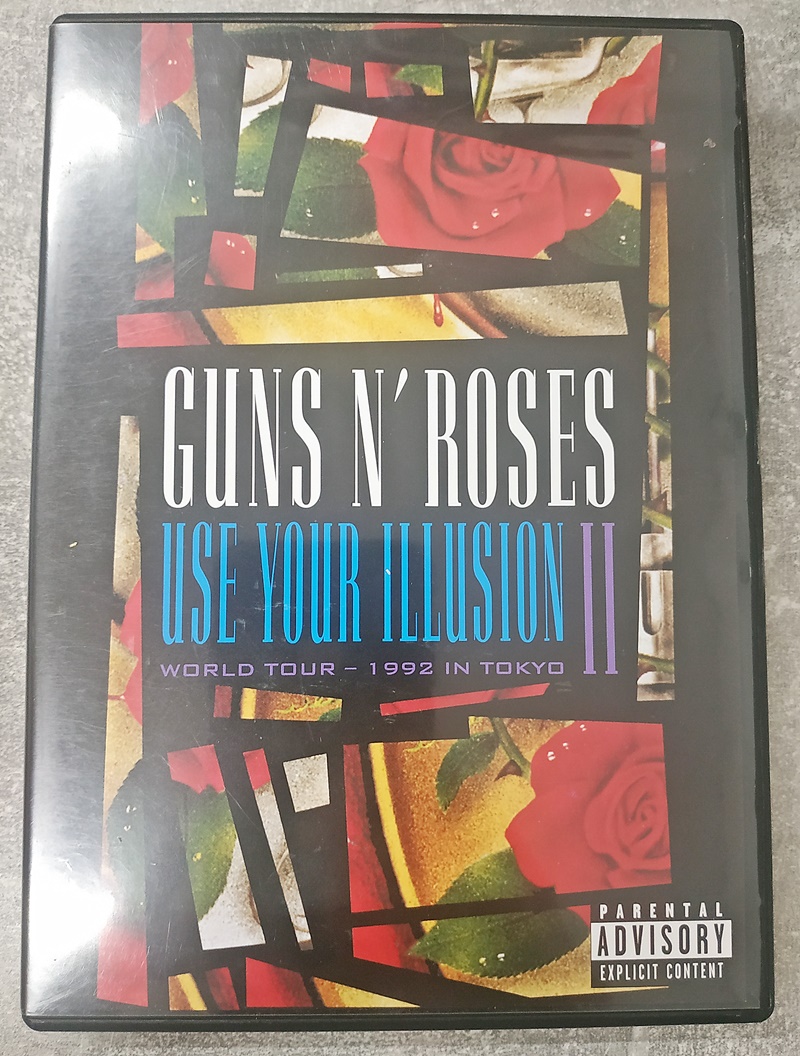 GUNS N' ROSES
USE YOUR ILLUSION II
WORLD TOUR – 1992 IN TOKYO
PARENTAL
ADVISORY
EXPLICIT CONTENT